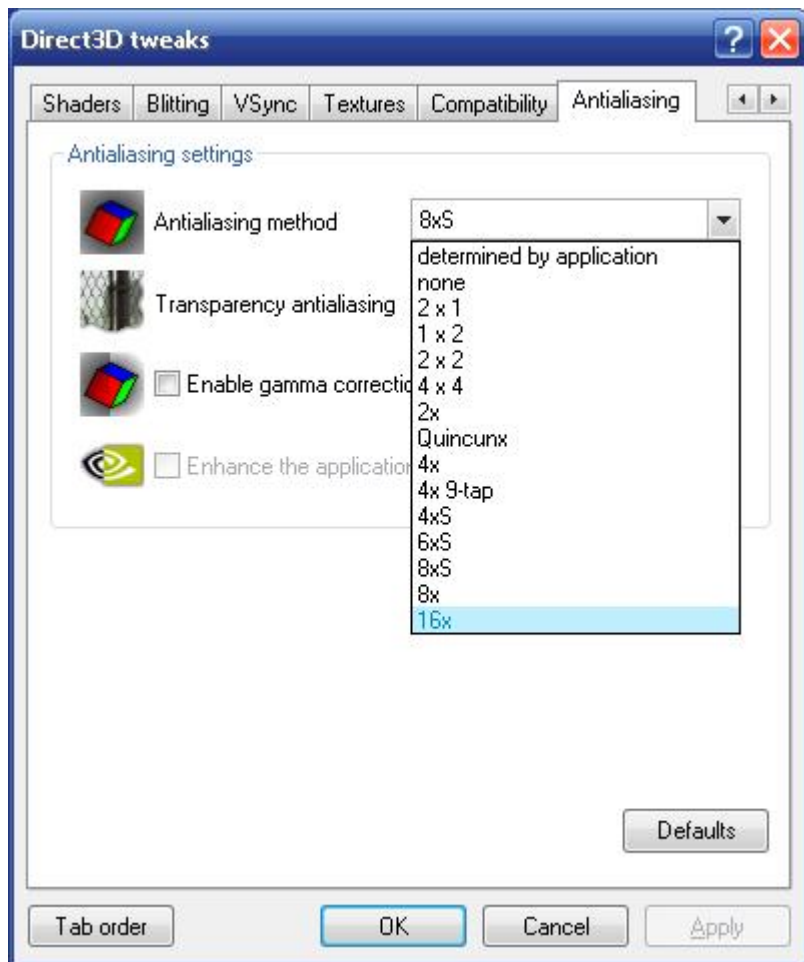 Direct3D tweaks
Shaders Blitting VSync Textures Compatibility Antialiasing
Antialiasing settings
Antialiasing method 8xS
determined by application
none
Transparency antialiasing 2 x 1
1 x 2
2 x 2
Enable gamma correctio 4 x 4
2x
Quincunx
Enhance the application 4x
4x 9-tap
4xS
6xS
8xS
8x
16x
Defaults
Tab order OK Cancel Apply